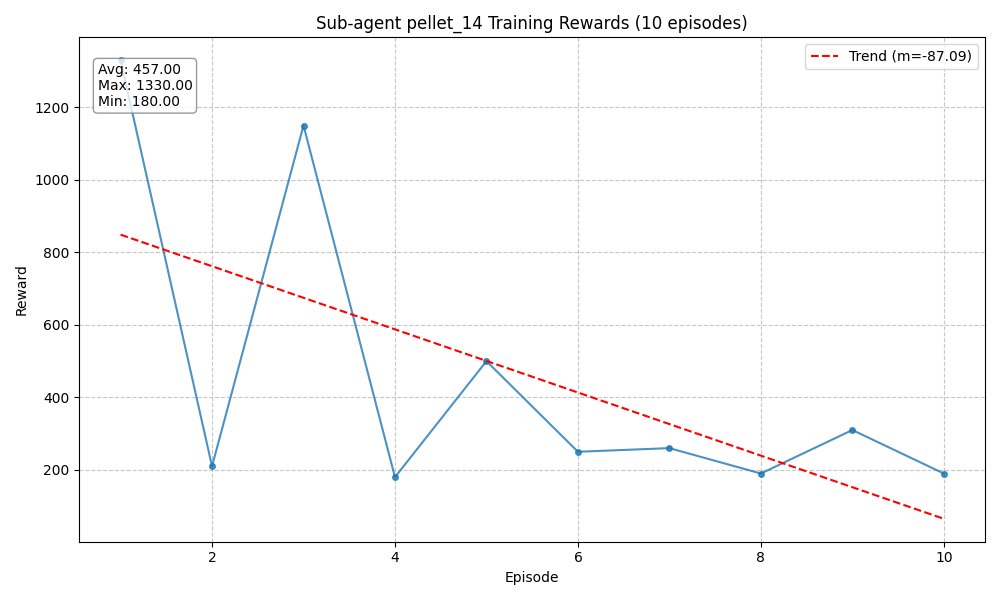 Sub-agent pellet_14 Training Rewards (10 episodes)
Avg: 457.00
Max: 1330.00
Min: 180.00
Trend (m=-87.09)
1200
1000
800
600
400
200
Reward
2 4 6 8 10
Episode